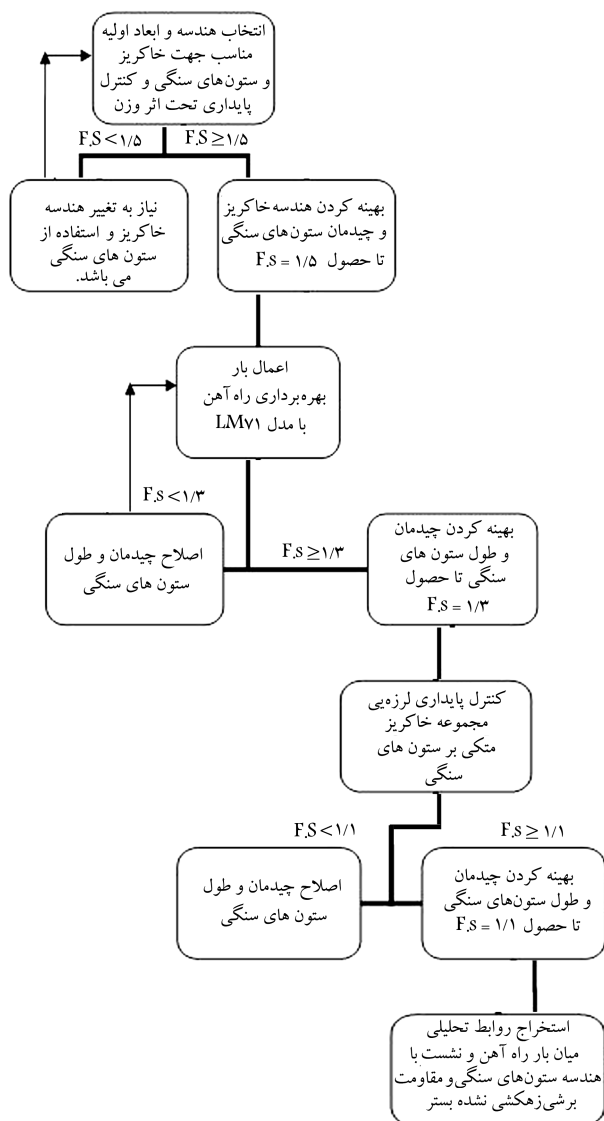 انتخاب هندسه و ابعاد اولیه
مناسب جهت خاکریز
و ستون‌های سنگی و کنترل
پایداری تحت اثر وزن
F.S ≥ ۱/۵
F.S < ۱/۵
بهینه کردن هندسه خاکریز
و چیدمان ستون‌های سنگی
تا حصول F.s = ۱/۵
نیاز به تغییر هندسه
خاکریز و استفاده از
ستون های سنگی
می باشد.
اعمال بار
بهره‌برداری راه آهن
با مدل LM۷۱
F.s < ۱/۳
F.s ≥ ۱/۳
بهینه کردن چیدمان
و طول ستون های
سنگی تا حصول
F.s = ۱/۳
اصلاح چیدمان و طول
ستون های سنگی
کنترل پایداری لرزه‌یی
مجموعه خاکریز
متکی بر ستون های
سنگی
F.s ≥ ۱/۱
F.S < ۱/۱
بهینه کردن چیدمان
و طول ستون‌های سنگی
تا حصول F.s = ۱/۱
اصلاح چیدمان و طول
ستون های سنگی
استخراج روابط تحلیلی
میان بار راه آهن و نشست با
هندسه ستون‌های سنگی و مقاومت
برشی زهکشی نشده بستر